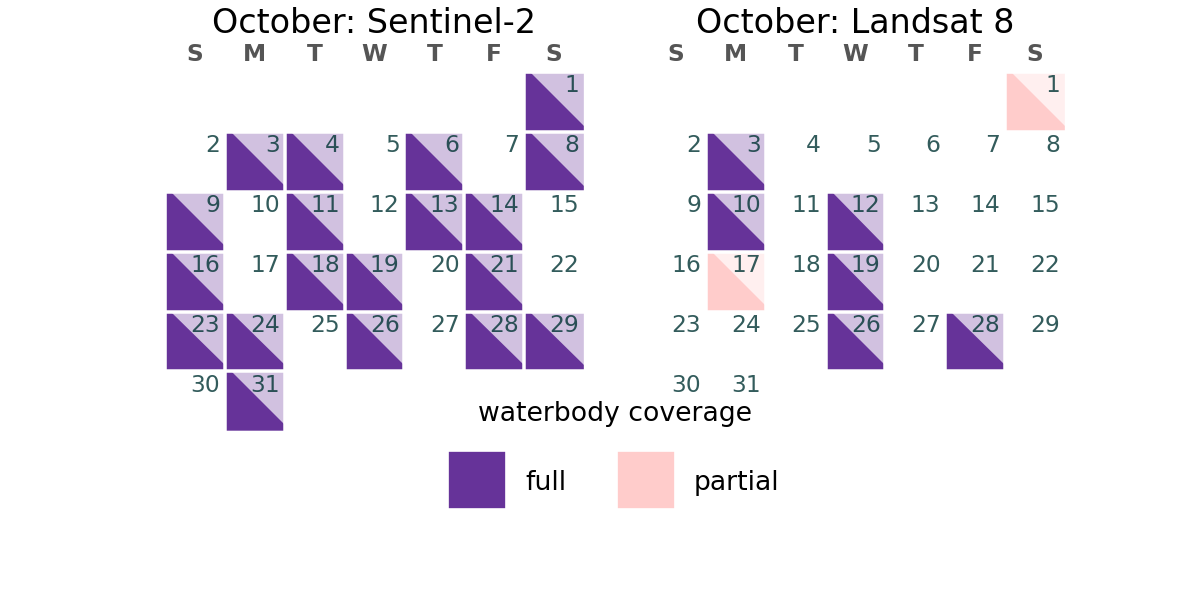 October: Sentinel-2
S M T W T F S
1
2 3 4 5 6 7 8
9 10 11 12 13 14 15
16 17 18 19 20 21 22
23 24 25 26 27 28 29
30 31
October: Landsat 8
S M T W T F S
1
2 3 4 5 6 7 8
9 10 11 12 13 14 15
16 17 18 19 20 21 22
23 24 25 26 27 28 29
30 31
waterbody coverage
full partial